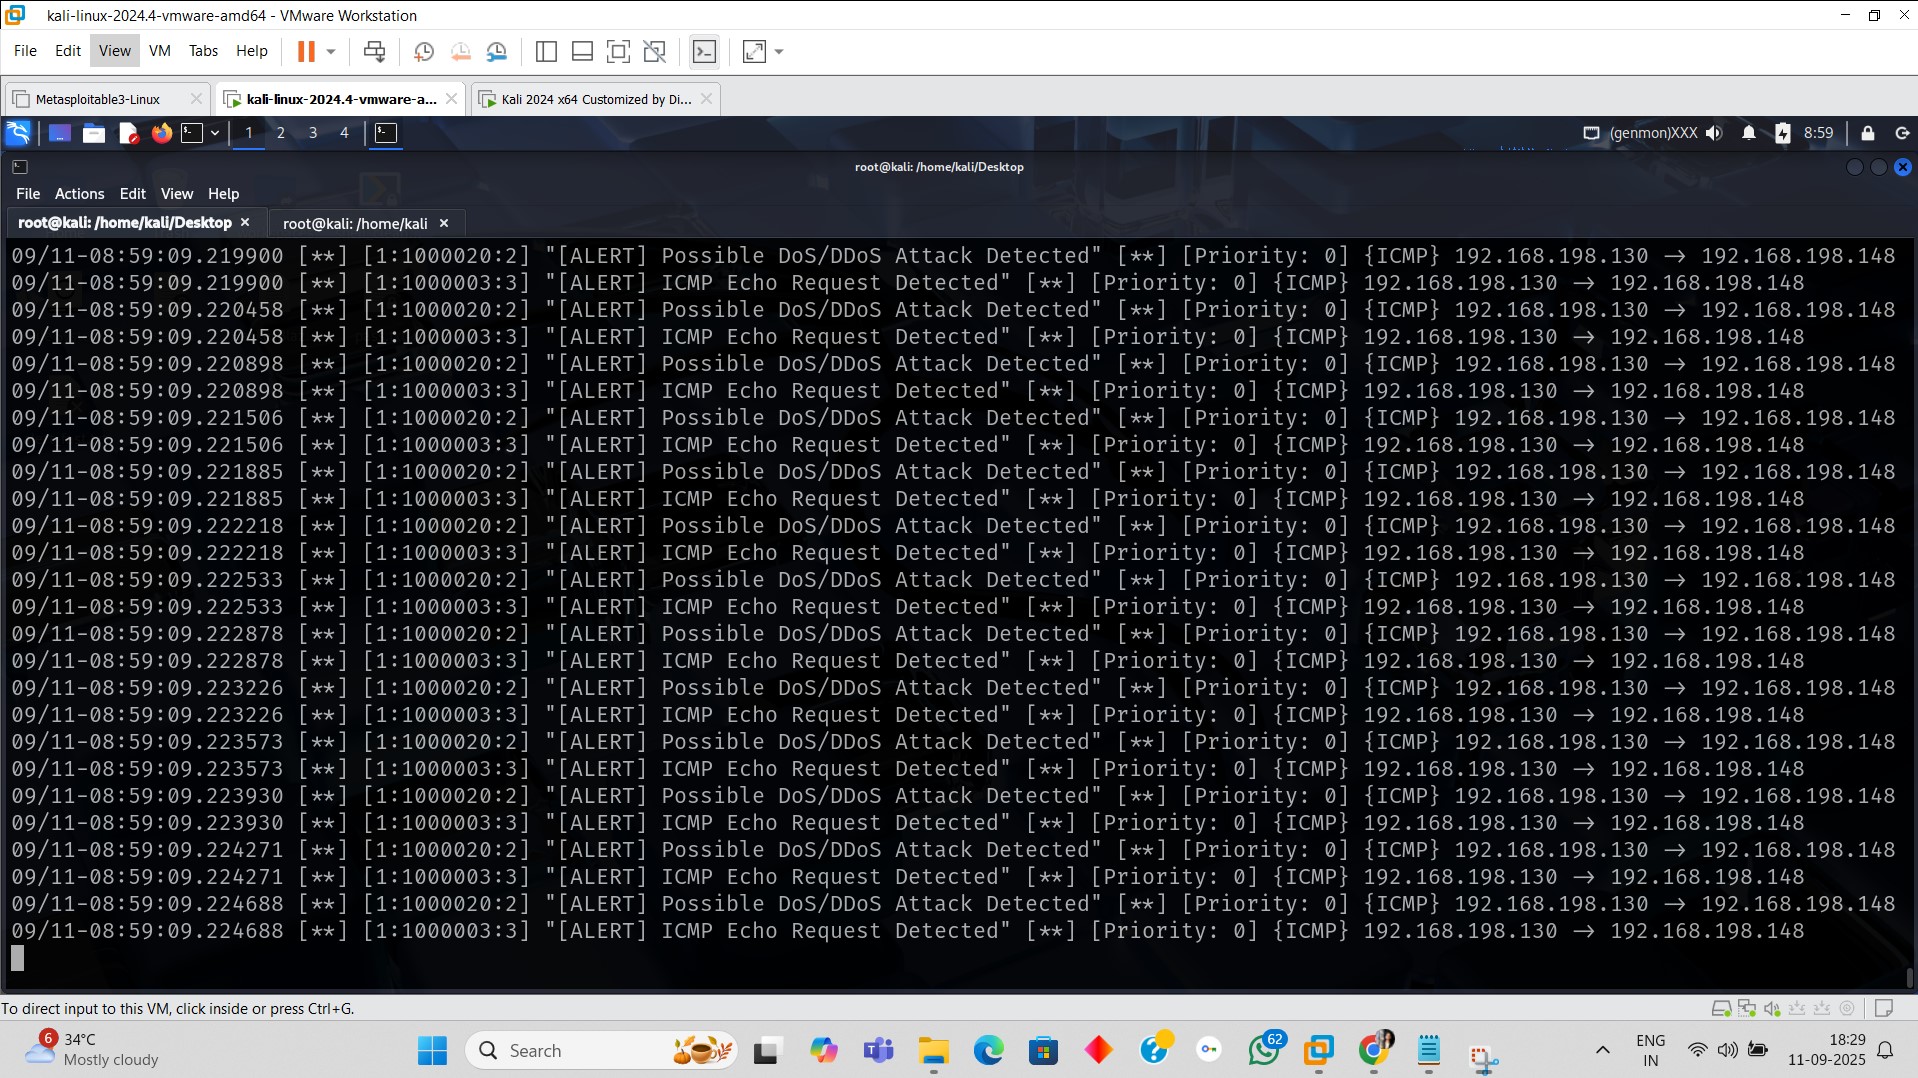 kali-linux-2024.4-vmware-amd64 - VMware Workstation
File Edit View VM Tabs Help
Metasploitable3-Linux kali-linux-2024.4-vmware-a... Kali 2024 x64 Customized by Di...
1 2 3 4 (genmon)XXX 8:59
root@kali: /home/kali/Desktop
File Actions Edit View Help
root@kali: /home/kali/Desktop root@kali: /home/kali
09/11-08:59:09.219900 [**] [1:1000020:2] "[ALERT] Possible DoS/DDoS Attack Detected" [**] [Priority: 0] {ICMP} 192.168.198.130 → 192.168.198.148
09/11-08:59:09.219900 [**] [1:1000003:3] "[ALERT] ICMP Echo Request Detected" [**] [Priority: 0] {ICMP} 192.168.198.130 → 192.168.198.148
09/11-08:59:09.220458 [**] [1:1000020:2] "[ALERT] Possible DoS/DDoS Attack Detected" [**] [Priority: 0] {ICMP} 192.168.198.130 → 192.168.198.148
09/11-08:59:09.220458 [**] [1:1000003:3] "[ALERT] ICMP Echo Request Detected" [**] [Priority: 0] {ICMP} 192.168.198.130 → 192.168.198.148
09/11-08:59:09.220898 [**] [1:1000020:2] "[ALERT] Possible DoS/DDoS Attack Detected" [**] [Priority: 0] {ICMP} 192.168.198.130 → 192.168.198.148
09/11-08:59:09.220898 [**] [1:1000003:3] "[ALERT] ICMP Echo Request Detected" [**] [Priority: 0] {ICMP} 192.168.198.130 → 192.168.198.148
09/11-08:59:09.221506 [**] [1:1000020:2] "[ALERT] Possible DoS/DDoS Attack Detected" [**] [Priority: 0] {ICMP} 192.168.198.130 → 192.168.198.148
09/11-08:59:09.221506 [**] [1:1000003:3] "[ALERT] ICMP Echo Request Detected" [**] [Priority: 0] {ICMP} 192.168.198.130 → 192.168.198.148
09/11-08:59:09.221885 [**] [1:1000020:2] "[ALERT] Possible DoS/DDoS Attack Detected" [**] [Priority: 0] {ICMP} 192.168.198.130 → 192.168.198.148
09/11-08:59:09.221885 [**] [1:1000003:3] "[ALERT] ICMP Echo Request Detected" [**] [Priority: 0] {ICMP} 192.168.198.130 → 192.168.198.148
09/11-08:59:09.222218 [**] [1:1000020:2] "[ALERT] Possible DoS/DDoS Attack Detected" [**] [Priority: 0] {ICMP} 192.168.198.130 → 192.168.198.148
09/11-08:59:09.222218 [**] [1:1000003:3] "[ALERT] ICMP Echo Request Detected" [**] [Priority: 0] {ICMP} 192.168.198.130 → 192.168.198.148
09/11-08:59:09.222533 [**] [1:1000020:2] "[ALERT] Possible DoS/DDoS Attack Detected" [**] [Priority: 0] {ICMP} 192.168.198.130 → 192.168.198.148
09/11-08:59:09.222533 [**] [1:1000003:3] "[ALERT] ICMP Echo Request Detected" [**] [Priority: 0] {ICMP} 192.168.198.130 → 192.168.198.148
09/11-08:59:09.222878 [**] [1:1000020:2] "[ALERT] Possible DoS/DDoS Attack Detected" [**] [Priority: 0] {ICMP} 192.168.198.130 → 192.168.198.148
09/11-08:59:09.222878 [**] [1:1000003:3] "[ALERT] ICMP Echo Request Detected" [**] [Priority: 0] {ICMP} 192.168.198.130 → 192.168.198.148
09/11-08:59:09.223226 [**] [1:1000020:2] "[ALERT] Possible DoS/DDoS Attack Detected" [**] [Priority: 0] {ICMP} 192.168.198.130 → 192.168.198.148
09/11-08:59:09.223226 [**] [1:1000003:3] "[ALERT] ICMP Echo Request Detected" [**] [Priority: 0] {ICMP} 192.168.198.130 → 192.168.198.148
09/11-08:59:09.223573 [**] [1:1000020:2] "[ALERT] Possible DoS/DDoS Attack Detected" [**] [Priority: 0] {ICMP} 192.168.198.130 → 192.168.198.148
09/11-08:59:09.223573 [**] [1:1000003:3] "[ALERT] ICMP Echo Request Detected" [**] [Priority: 0] {ICMP} 192.168.198.130 → 192.168.198.148
09/11-08:59:09.223930 [**] [1:1000020:2] "[ALERT] Possible DoS/DDoS Attack Detected" [**] [Priority: 0] {ICMP} 192.168.198.130 → 192.168.198.148
09/11-08:59:09.223930 [**] [1:1000003:3] "[ALERT] ICMP Echo Request Detected" [**] [Priority: 0] {ICMP} 192.168.198.130 → 192.168.198.148
09/11-08:59:09.224271 [**] [1:1000020:2] "[ALERT] Possible DoS/DDoS Attack Detected" [**] [Priority: 0] {ICMP} 192.168.198.130 → 192.168.198.148
09/11-08:59:09.224271 [**] [1:1000003:3] "[ALERT] ICMP Echo Request Detected" [**] [Priority: 0] {ICMP} 192.168.198.130 → 192.168.198.148
09/11-08:59:09.224688 [**] [1:1000020:2] "[ALERT] Possible DoS/DDoS Attack Detected" [**] [Priority: 0] {ICMP} 192.168.198.130 → 192.168.198.148
09/11-08:59:09.224688 [**] [1:1000003:3] "[ALERT] ICMP Echo Request Detected" [**] [Priority: 0] {ICMP} 192.168.198.130 → 192.168.198.148
To direct input to this VM, click inside or press Ctrl+G.
6 34°C
Mostly cloudy
Search
62
ENG
IN
18:29
11-09-2025